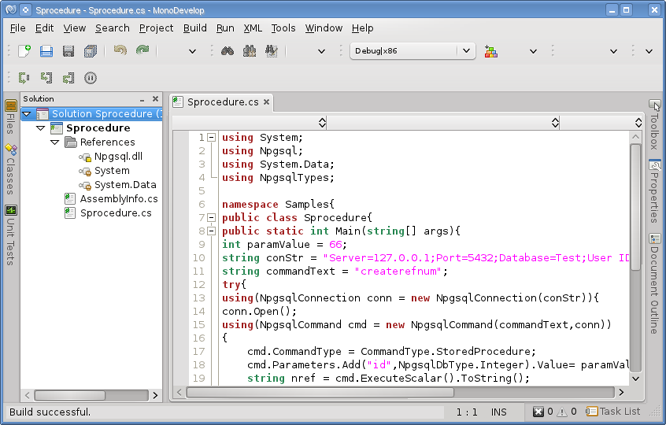 Sprocedure - Sprocedure.cs - MonoDevelop
File Edit View Search Project Build Run XML Tools Window Help
Debug|x86
Solution
Solution Sprocedure (
Sprocedure
References
Npgsql.dll
System
System.Data
AssemblyInfo.cs
Sprocedure.cs
Files
Classes
Unit Tests
Sprocedure.cs
1 using System;
2 using Npgsql;
3 using System.Data;
4 using NpgsqlTypes;
5
6 namespace Samples{
7 public class Sprocedure{
8 public static int Main(string[] args){
9 int paramValue = 66;
10 string conStr = "Server=127.0.0.1;Port=5432;Database=Test;User ID
11 string commandText = "createrefnum";
12 try{
13 using(NpgsqlConnection conn = new NpgsqlConnection(conStr)){
14 conn.Open();
15 using(NpgsqlCommand cmd = new NpgsqlCommand(commandText,conn))
16 {
17 cmd.CommandType = CommandType.StoredProcedure;
18 cmd.Parameters.Add("id",NpgsqlDbType.Integer).Value= paramVal
19 string nref = cmd.ExecuteScalar().ToString();
Toolbox
Properties
Document Outline
Build successful.
1 : 1 INS
0 0 Task List